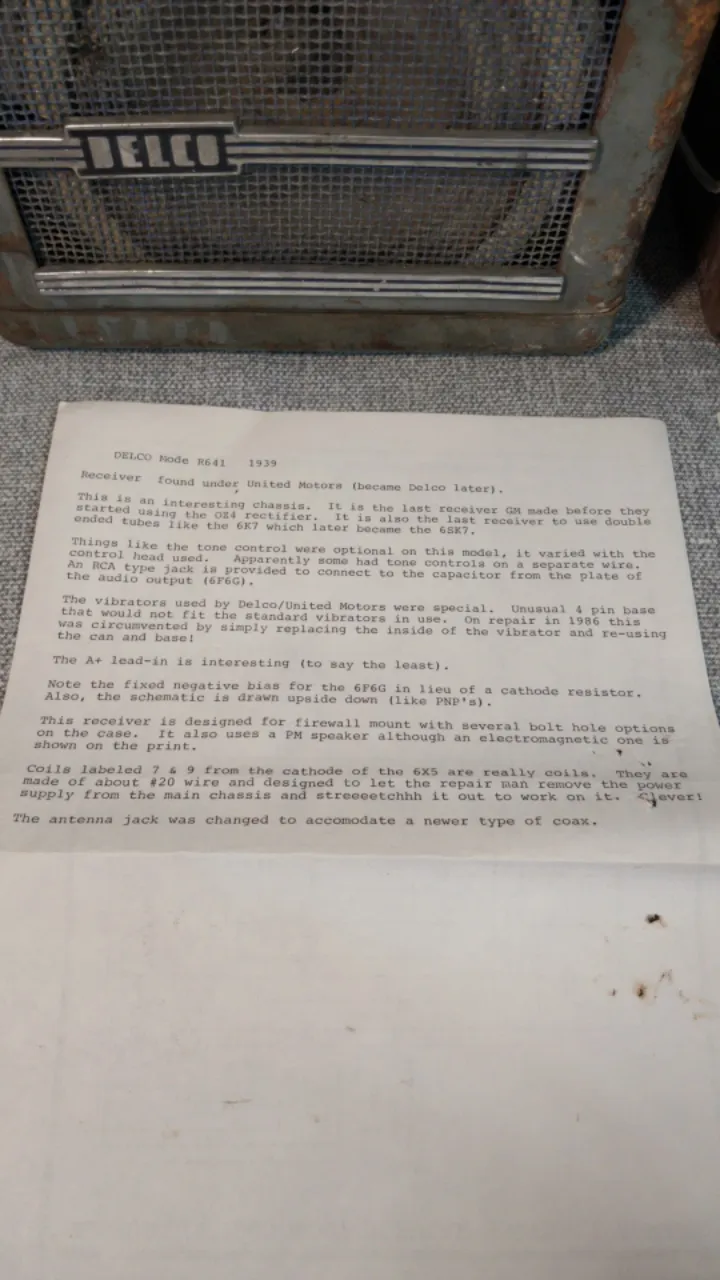 DELCO
DELCO Mode R641 1939
Receiver found under United Motors (became Delco later).
This is an interesting chassis. It is the last receiver GM made before they
started using the OZ4 rectifier. It is also the last receiver to use double
ended tubes like the 6K7 which later became the 6SK7.
Things like the tone control were optional on this model, it varied with the
control head used. Apparently some had tone controls on a separate wire.
An RCA type jack is provided to connect to the capacitor from the plate of
the audio output (6F6G).
The vibrators used by Delco/United Motors were special. Unusual 4 pin base
that would not fit the standard vibrators in use. On repair in 1986 this
was circumvented by simply replacing the inside of the vibrator and re-using
the can and base!
The A+ lead-in is interesting (to say the least).
Note the fixed negative bias for the 6F6G in lieu of a cathode resistor.
Also, the schematic is drawn upside down (like PNP's).
This receiver is designed for firewall mount with several bolt hole options
on the case. It also uses a PM speaker although an electromagnetic one is
shown on the print.
Coils labeled 7 & 9 from the cathode of the 6X5 are really coils. They are
made of about #20 wire and designed to let the repair man remove the power
supply from the main chassis and streeeetchhh it out to work on it. Clever!
The antenna jack was changed to accomodate a newer type of coax.